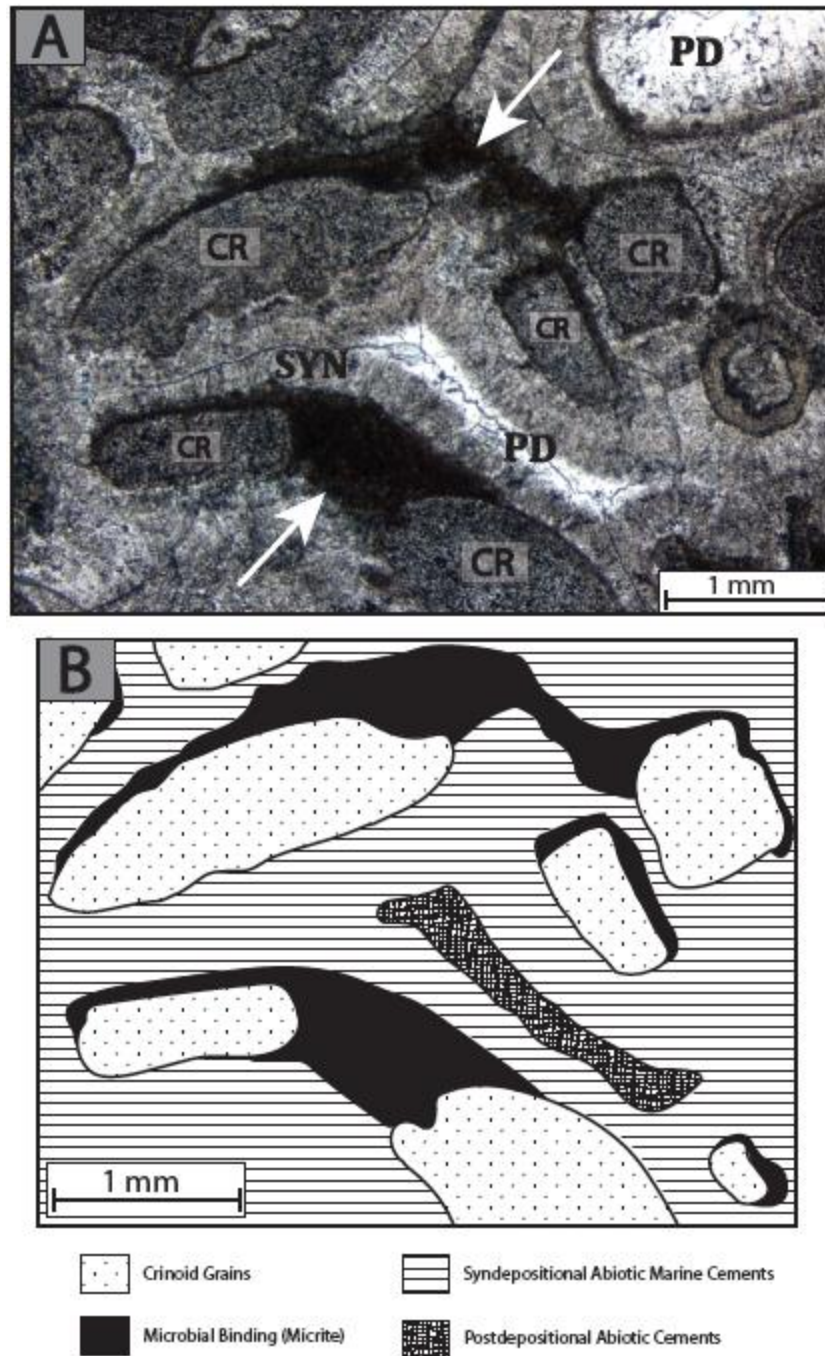 A
PD
CR
CR
CR
SYN
CR
PD
CR
1 mm
B
1 mm
Crinoid Grains
Syndepositional Abiotic Marine Cements
Microbial Binding (Micrite)
Postdepositional Abiotic Cements